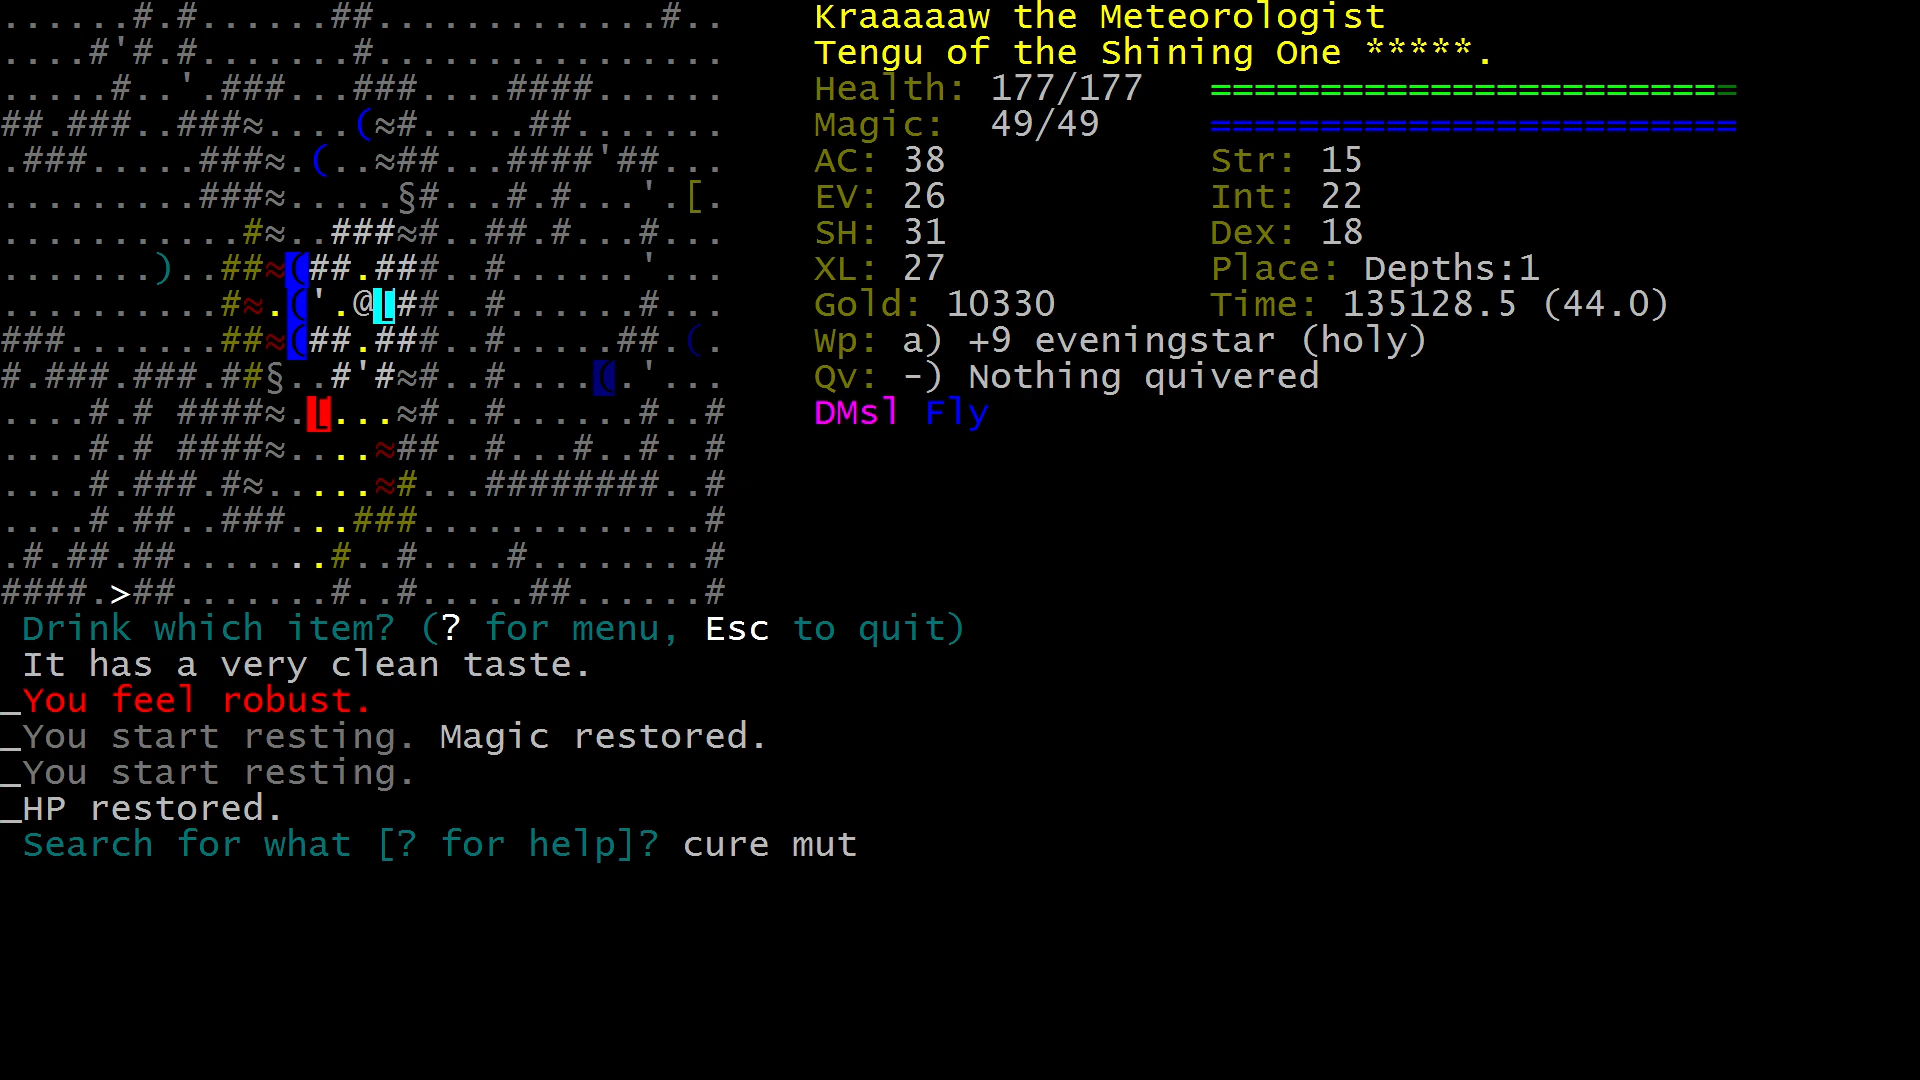 Kraaaaaw the Meteorologist
Tengu of the Shining One *****.
Health: 177/177
Magic: 49/49
AC: 38 Str: 15
EV: 26 Int: 22
SH: 31 Dex: 18
XL: 27 Place: Depths:1
Gold: 10330 Time: 135128.5 (44.0)
Wp: a) +9 eveningstar (holy)
Qv: -) Nothing quivered
DMsl Fly
Drink which item? (? for menu, Esc to quit)
It has a very clean taste.
_You feel robust.
_You start resting. Magic restored.
_You start resting.
_HP restored.
Search for what [? for help]? cure mut